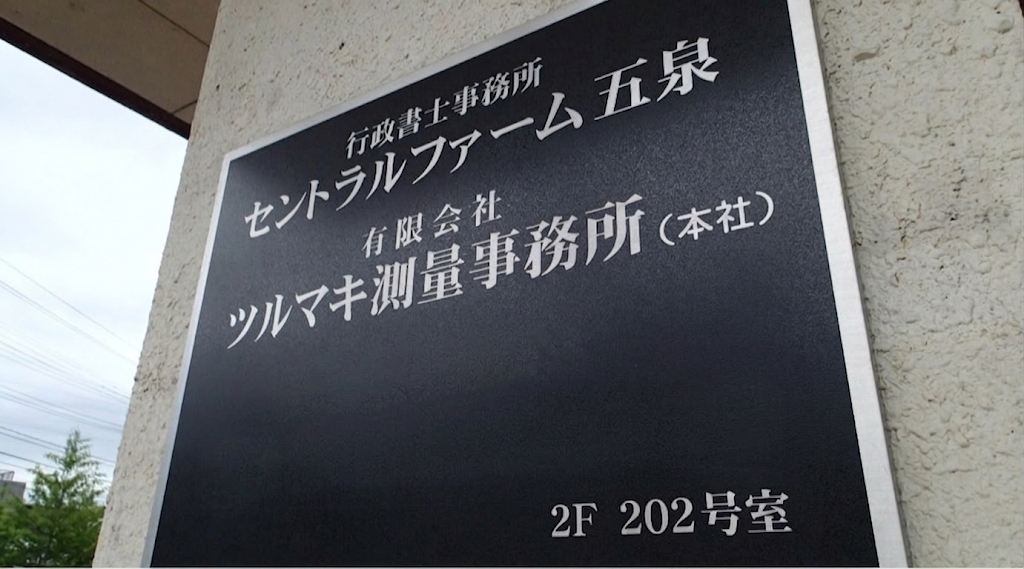 行政書士事務所
セントラルファーム五泉
有限会社
ツルマキ測量事務所（本社）
2F 202号室